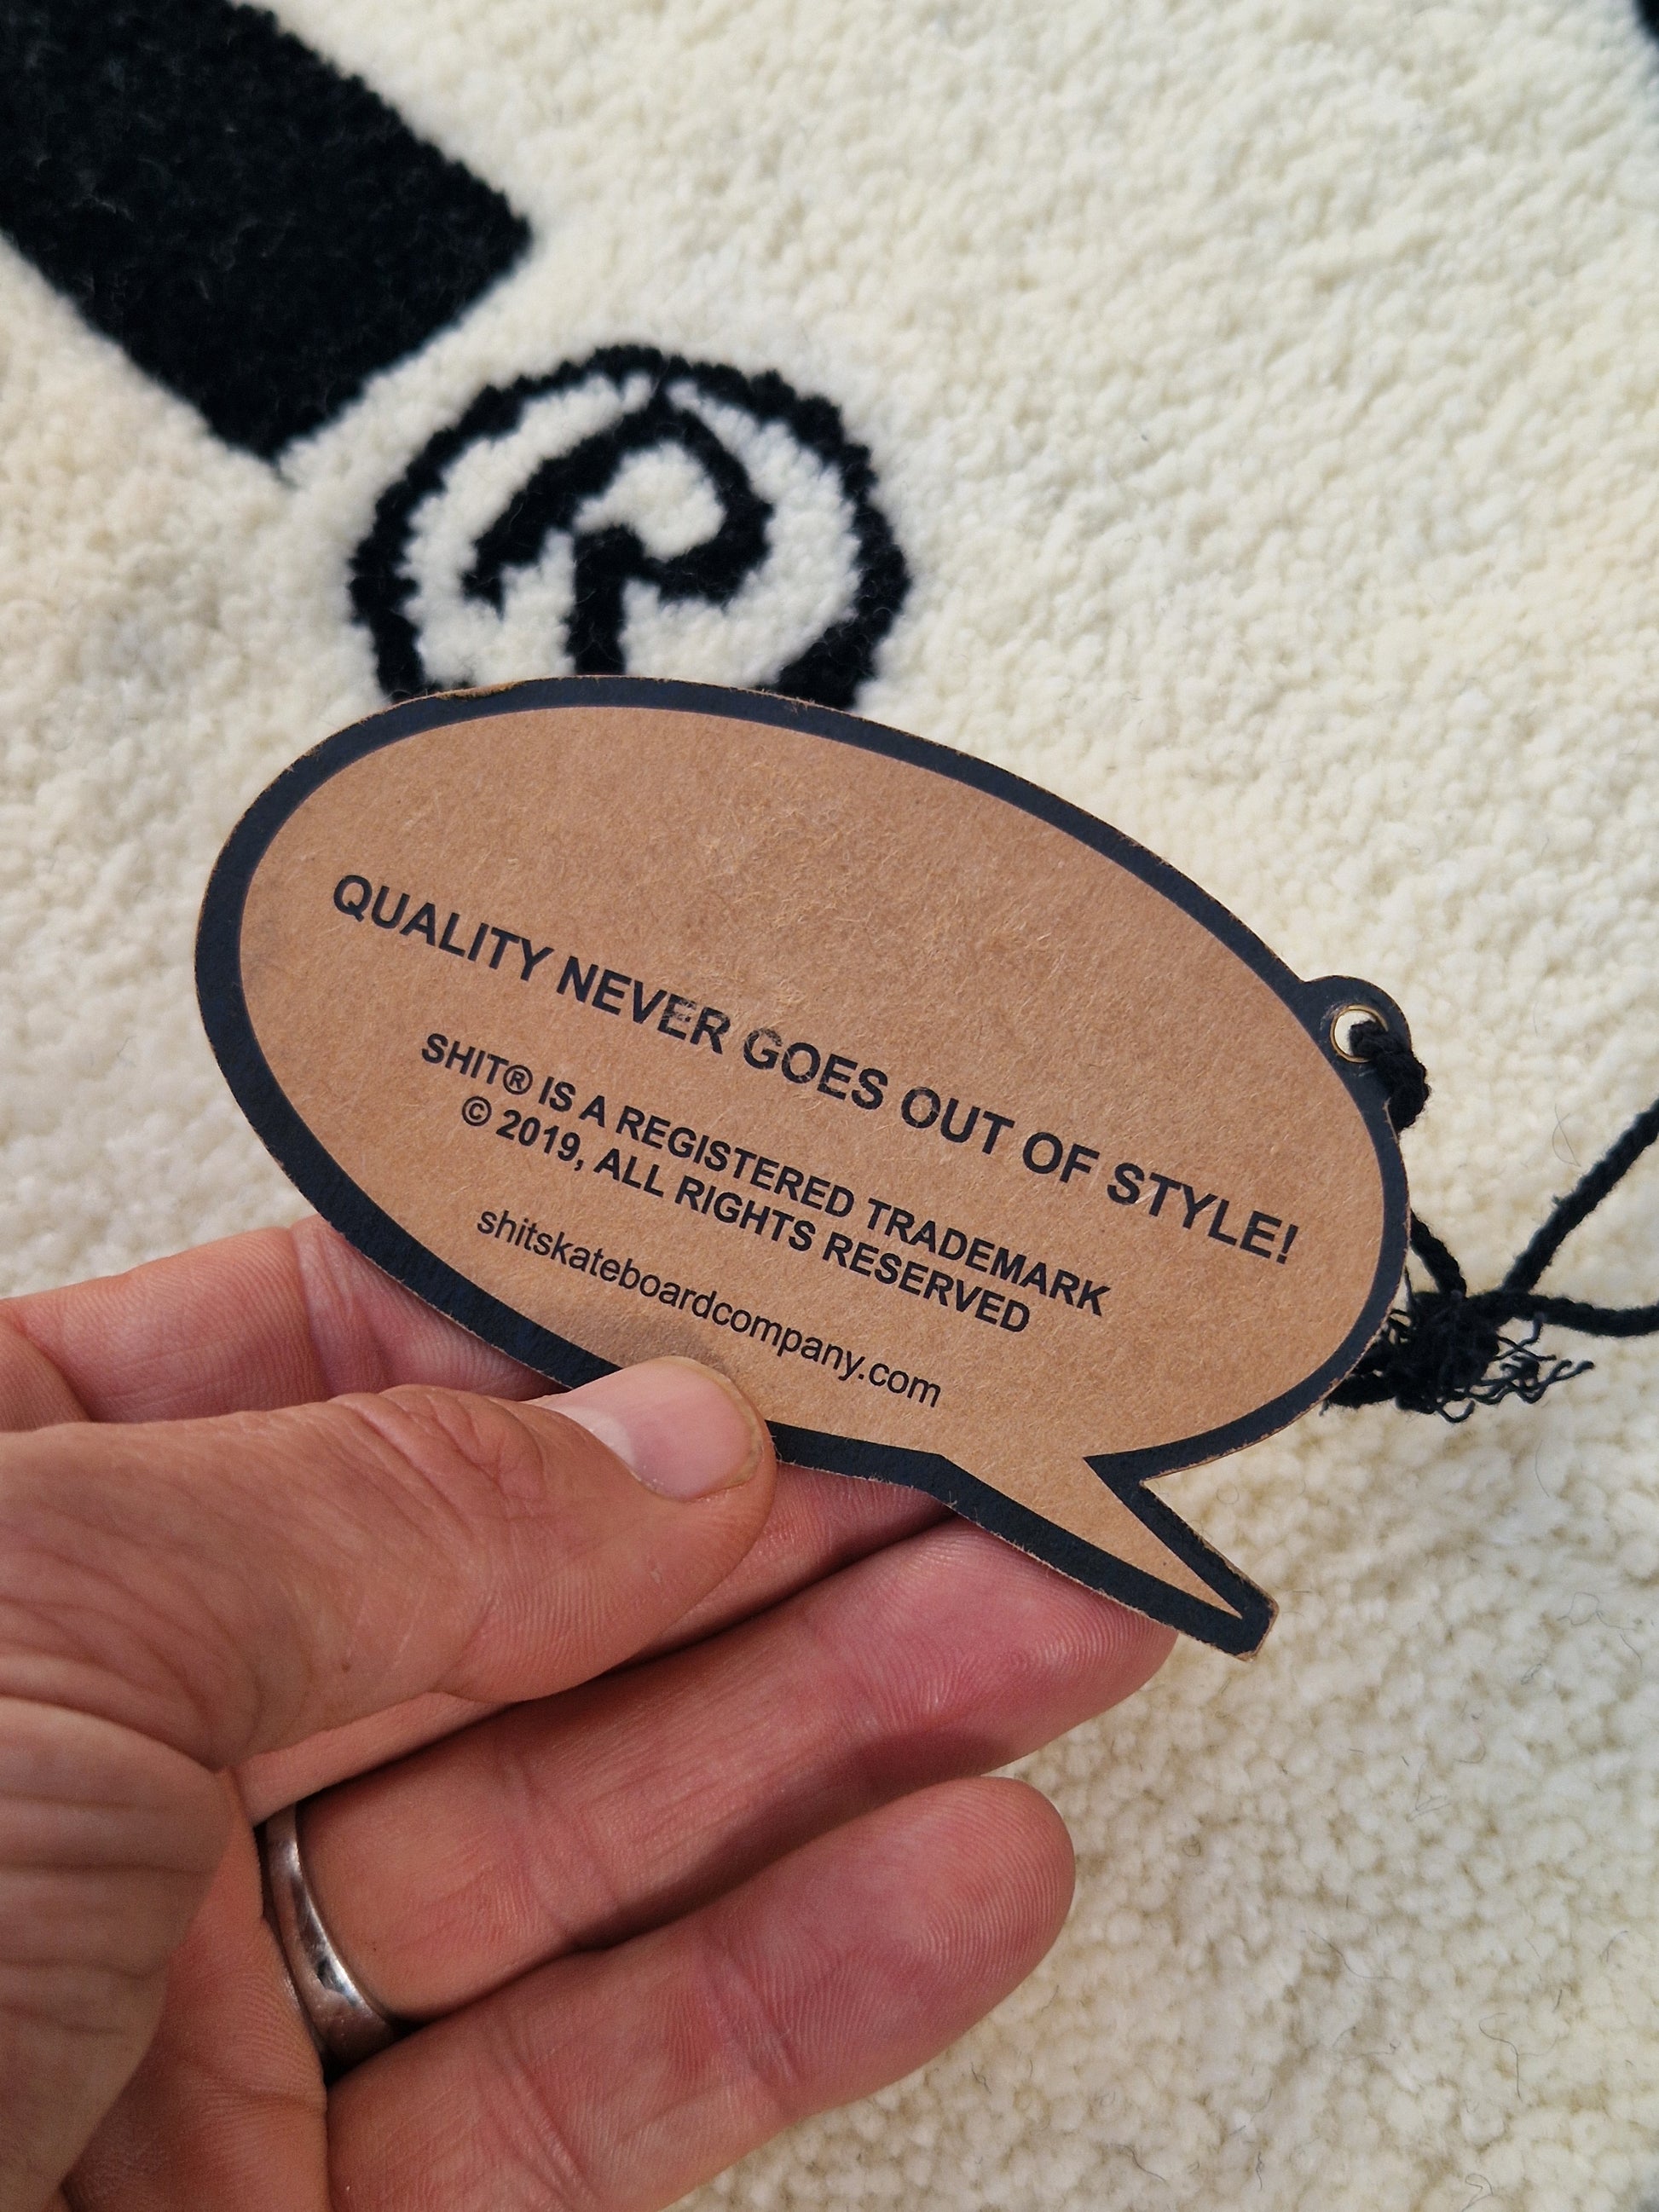 ®
QUALITY NEVER GOES OUT OF STYLE!
SHIT® IS A REGISTERED TRADEMARK
© 2019, ALL RIGHTS RESERVED
shitskateboardcompany.com